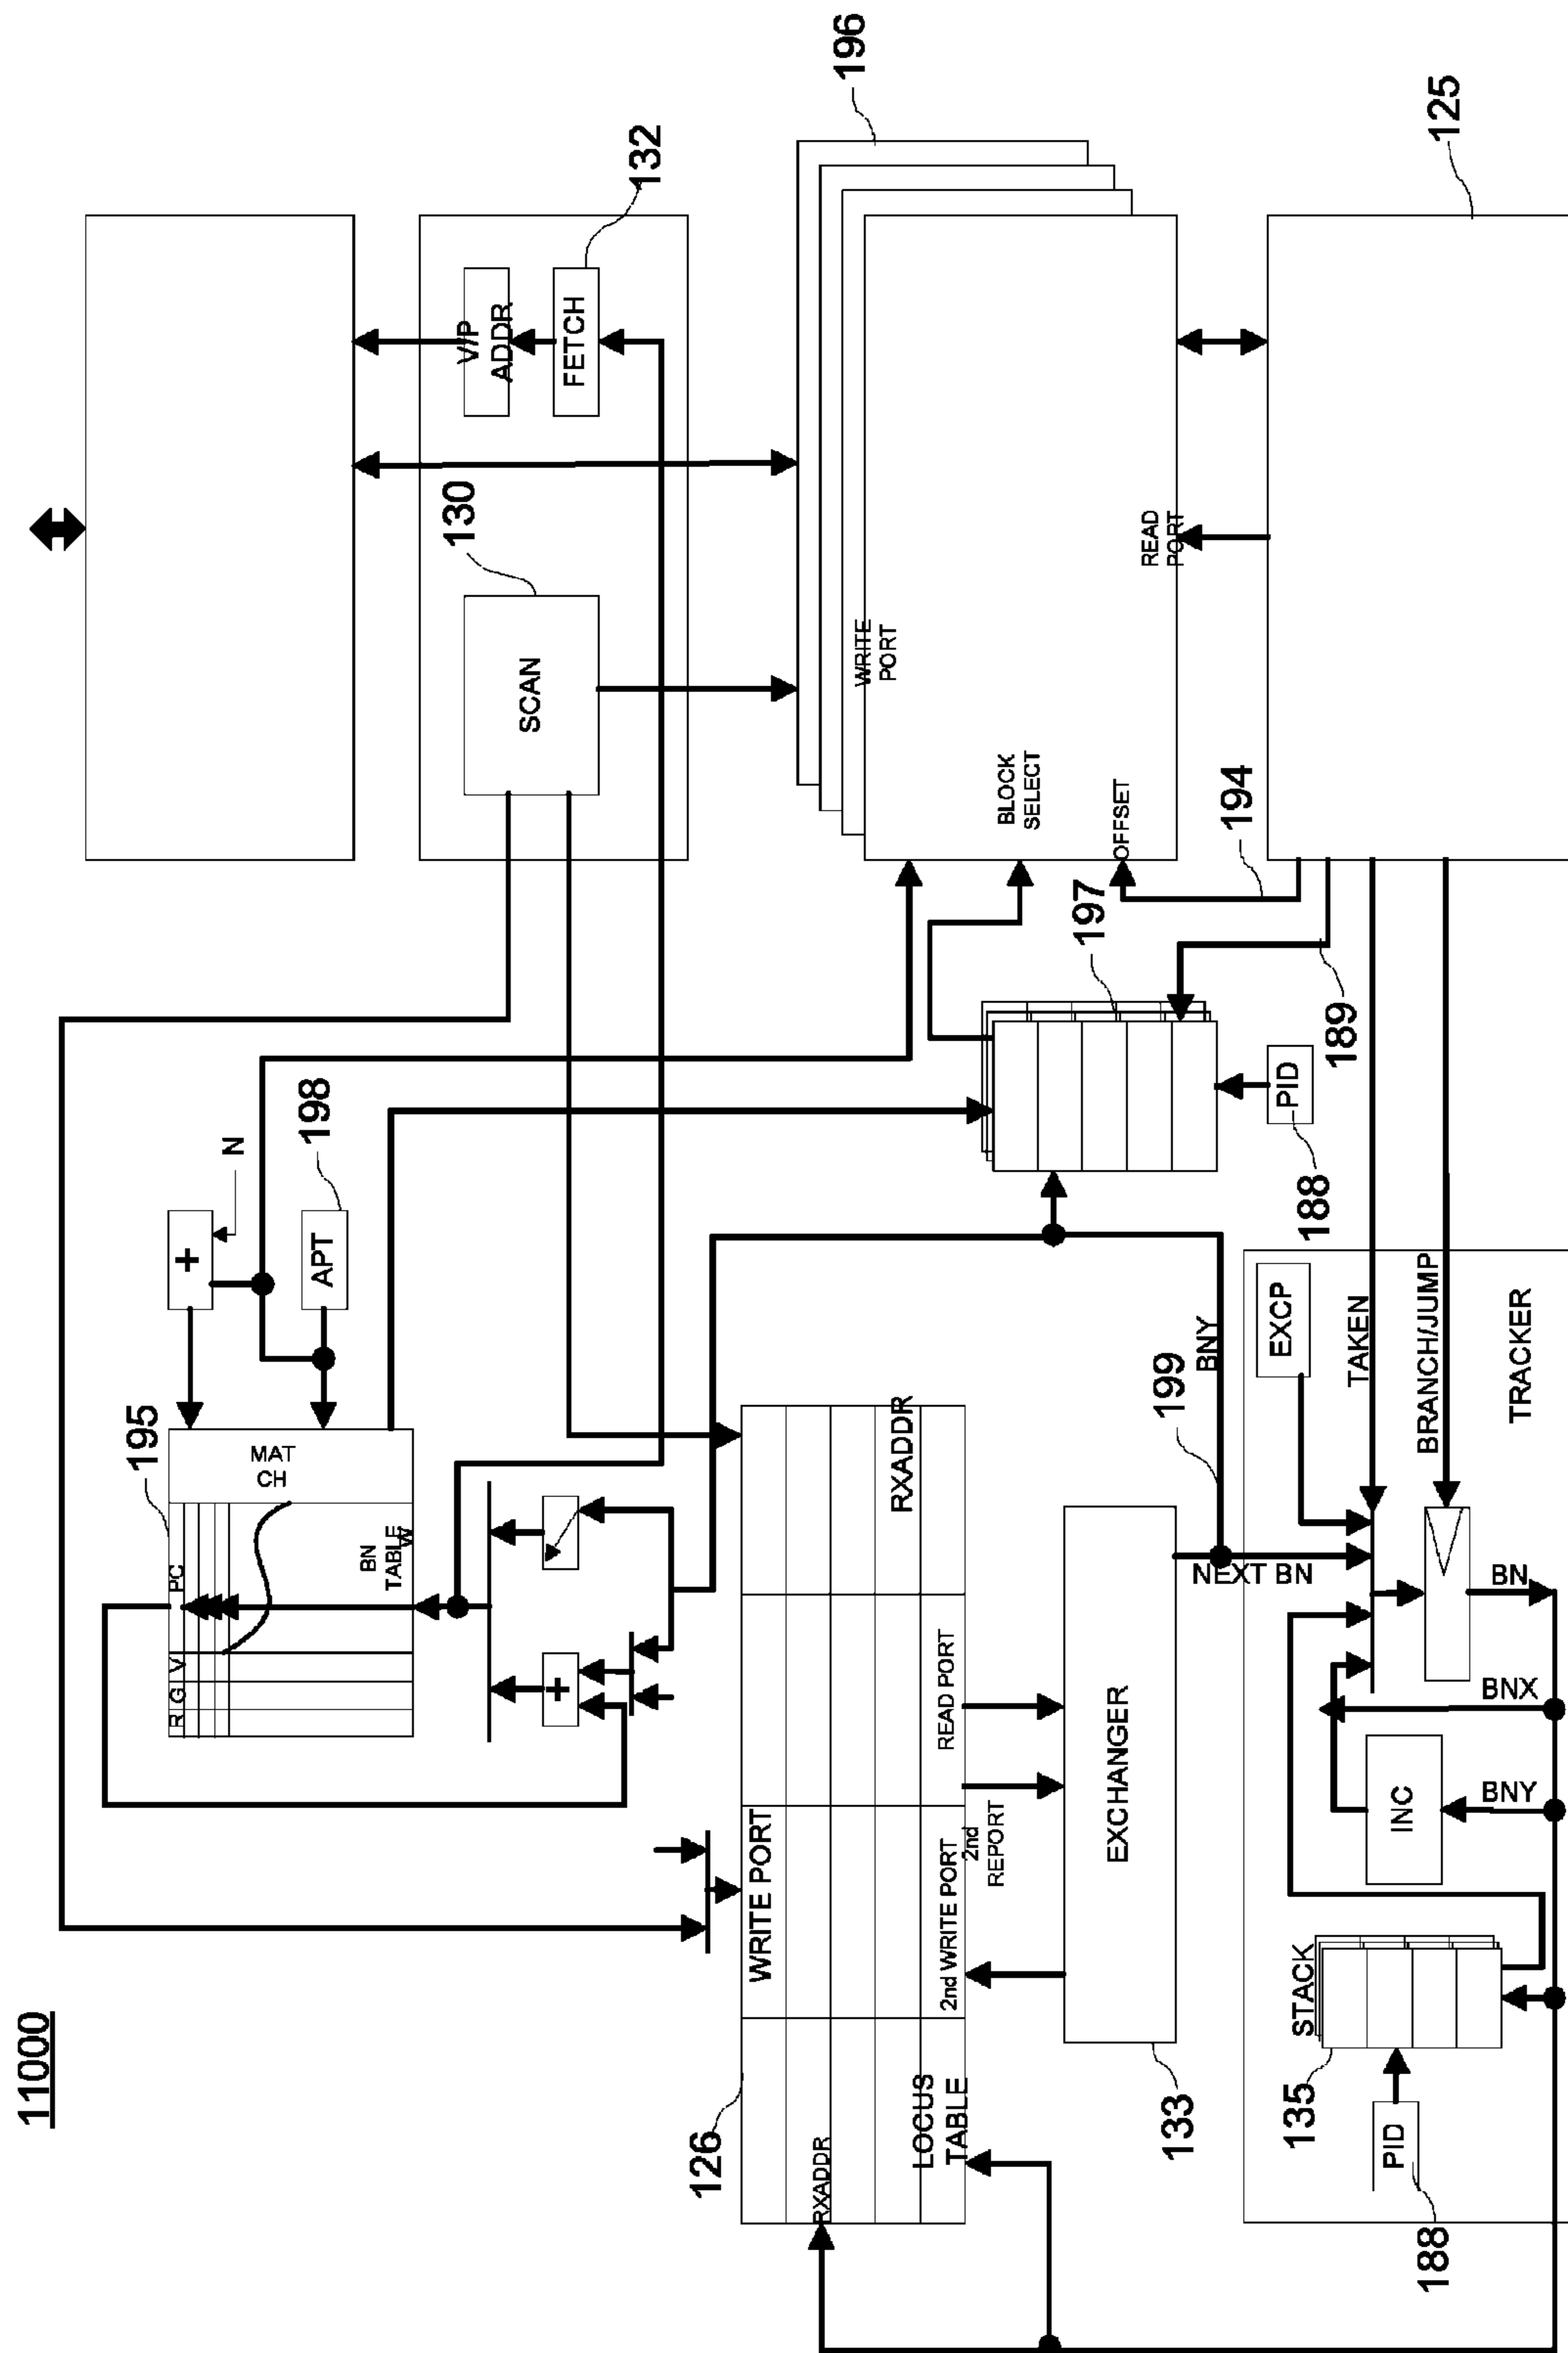 11000
195
R
G
V
PC
MAT
CH
BN
TABLE
W
+
N
APT
198
+
130
SCAN
V/P
ADDR
FETCH
132
126
WRITE PORT
RXADDR
RXADDR
LOCUS
TABLE
2nd WRITE PORT
2nd
REPORT
READ PORT
EXCHANGER
133
197
PID
188
189
194
196
WRITE
PORT
BLOCK
SELECT
OFFSET
READ
PORT
125
199
BNY
NEXT BN
EXCP
TAKEN
BRANCH/JUMP
TRACKER
STACK
135
PID
188
INC
BNY
BNX
BN